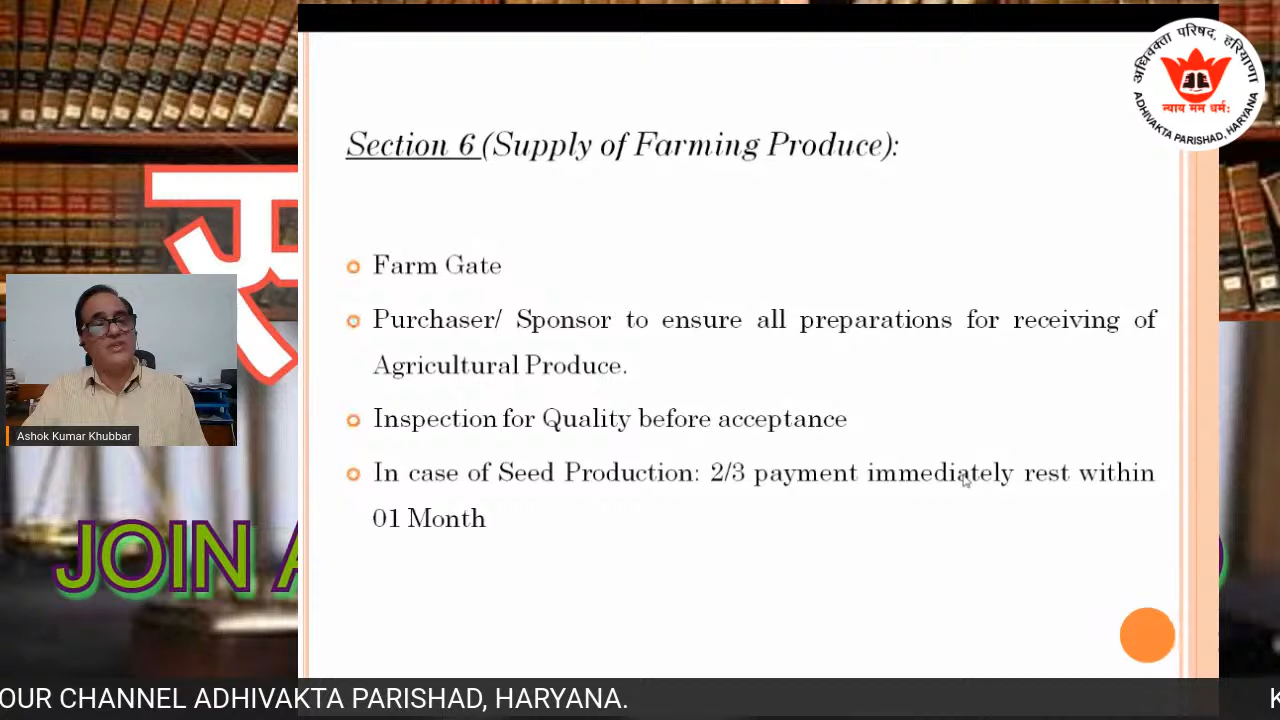 अधिवक्ता परिषद, हरियाणा
न्याय मम धर्मः
ADHIVAKTA PARISHAD, HARYANA
Section 6 (Supply of Farming Produce):
Farm Gate
Purchaser/ Sponsor to ensure all preparations for receiving of
Agricultural Produce.
Inspection for Quality before acceptance
In case of Seed Production: 2/3 payment immediately rest within
01 Month
Ashok Kumar Khubbar
JOIN
OUR CHANNEL ADHIVAKTA PARISHAD, HARYANA.